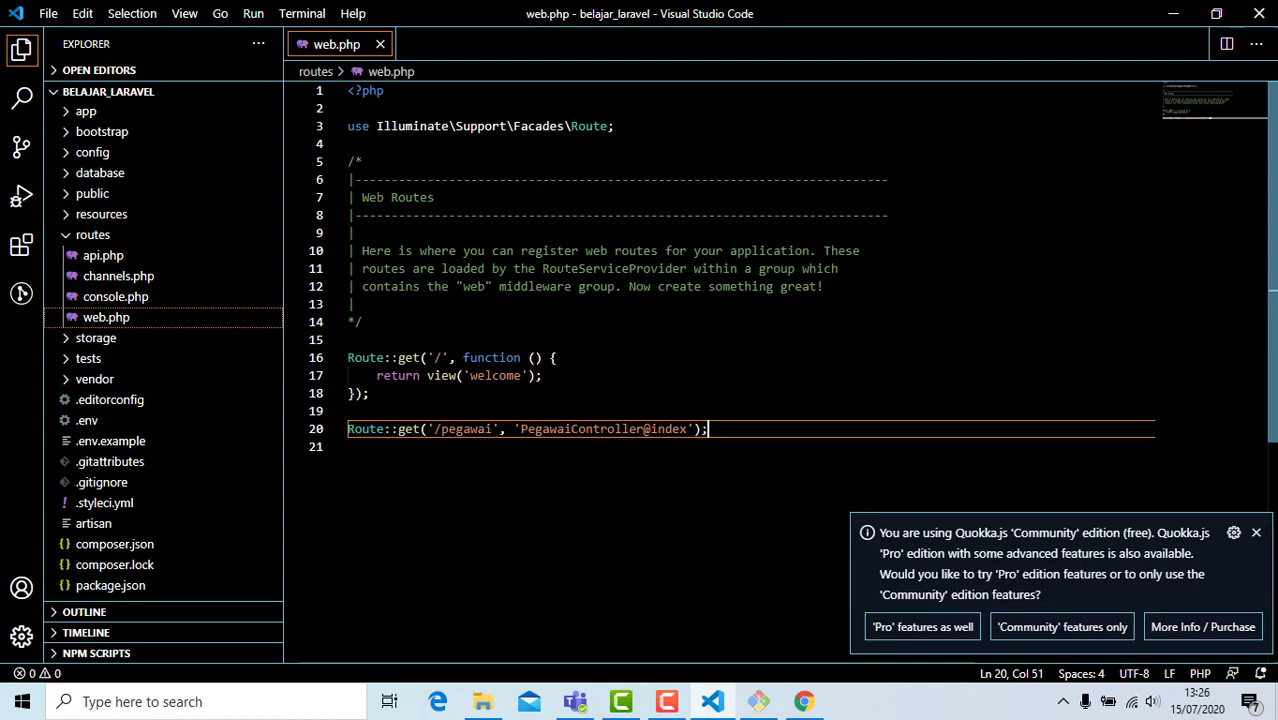 File Edit Selection View Go Run Terminal Help
web.php - belajar_laravel - Visual Studio Code
EXPLORER
OPEN EDITORS
BELAJAR_LARAVEL
app
bootstrap
config
database
public
resources
routes
api.php
channels.php
console.php
web.php
storage
tests
vendor
.editorconfig
.env
.env.example
.gitattributes
.gitignore
.styleci.yml
artisan
composer.json
composer.lock
package.json
OUTLINE
TIMELINE
NPM SCRIPTS
web.php
routes > web.php
1 <?php
2
3 use Illuminate\Support\Facades\Route;
4
5 /*
6 |--------------------------------------------------------------------------
7 | Web Routes
8 |--------------------------------------------------------------------------
9 |
10 | Here is where you can register web routes for your application. These
11 | routes are loaded by the RouteServiceProvider within a group which
12 | contains the "web" middleware group. Now create something great!
13 |
14 */
15
16 Route::get('/', function () {
17 return view('welcome');
18 });
19
20 Route::get('/pegawai', 'PegawaiController@index');
21
You are using Quokka.js 'Community' edition (free). Quokka.js
'Pro' edition with some advanced features is also available.
Would you like to try 'Pro' edition features or to only use the
'Community' edition features?
'Pro' features as well 'Community' features only More Info / Purchase
0 0 Ln 20, Col 51 Spaces: 4 UTF-8 LF PHP
Type here to search
13:26
15/07/2020
7